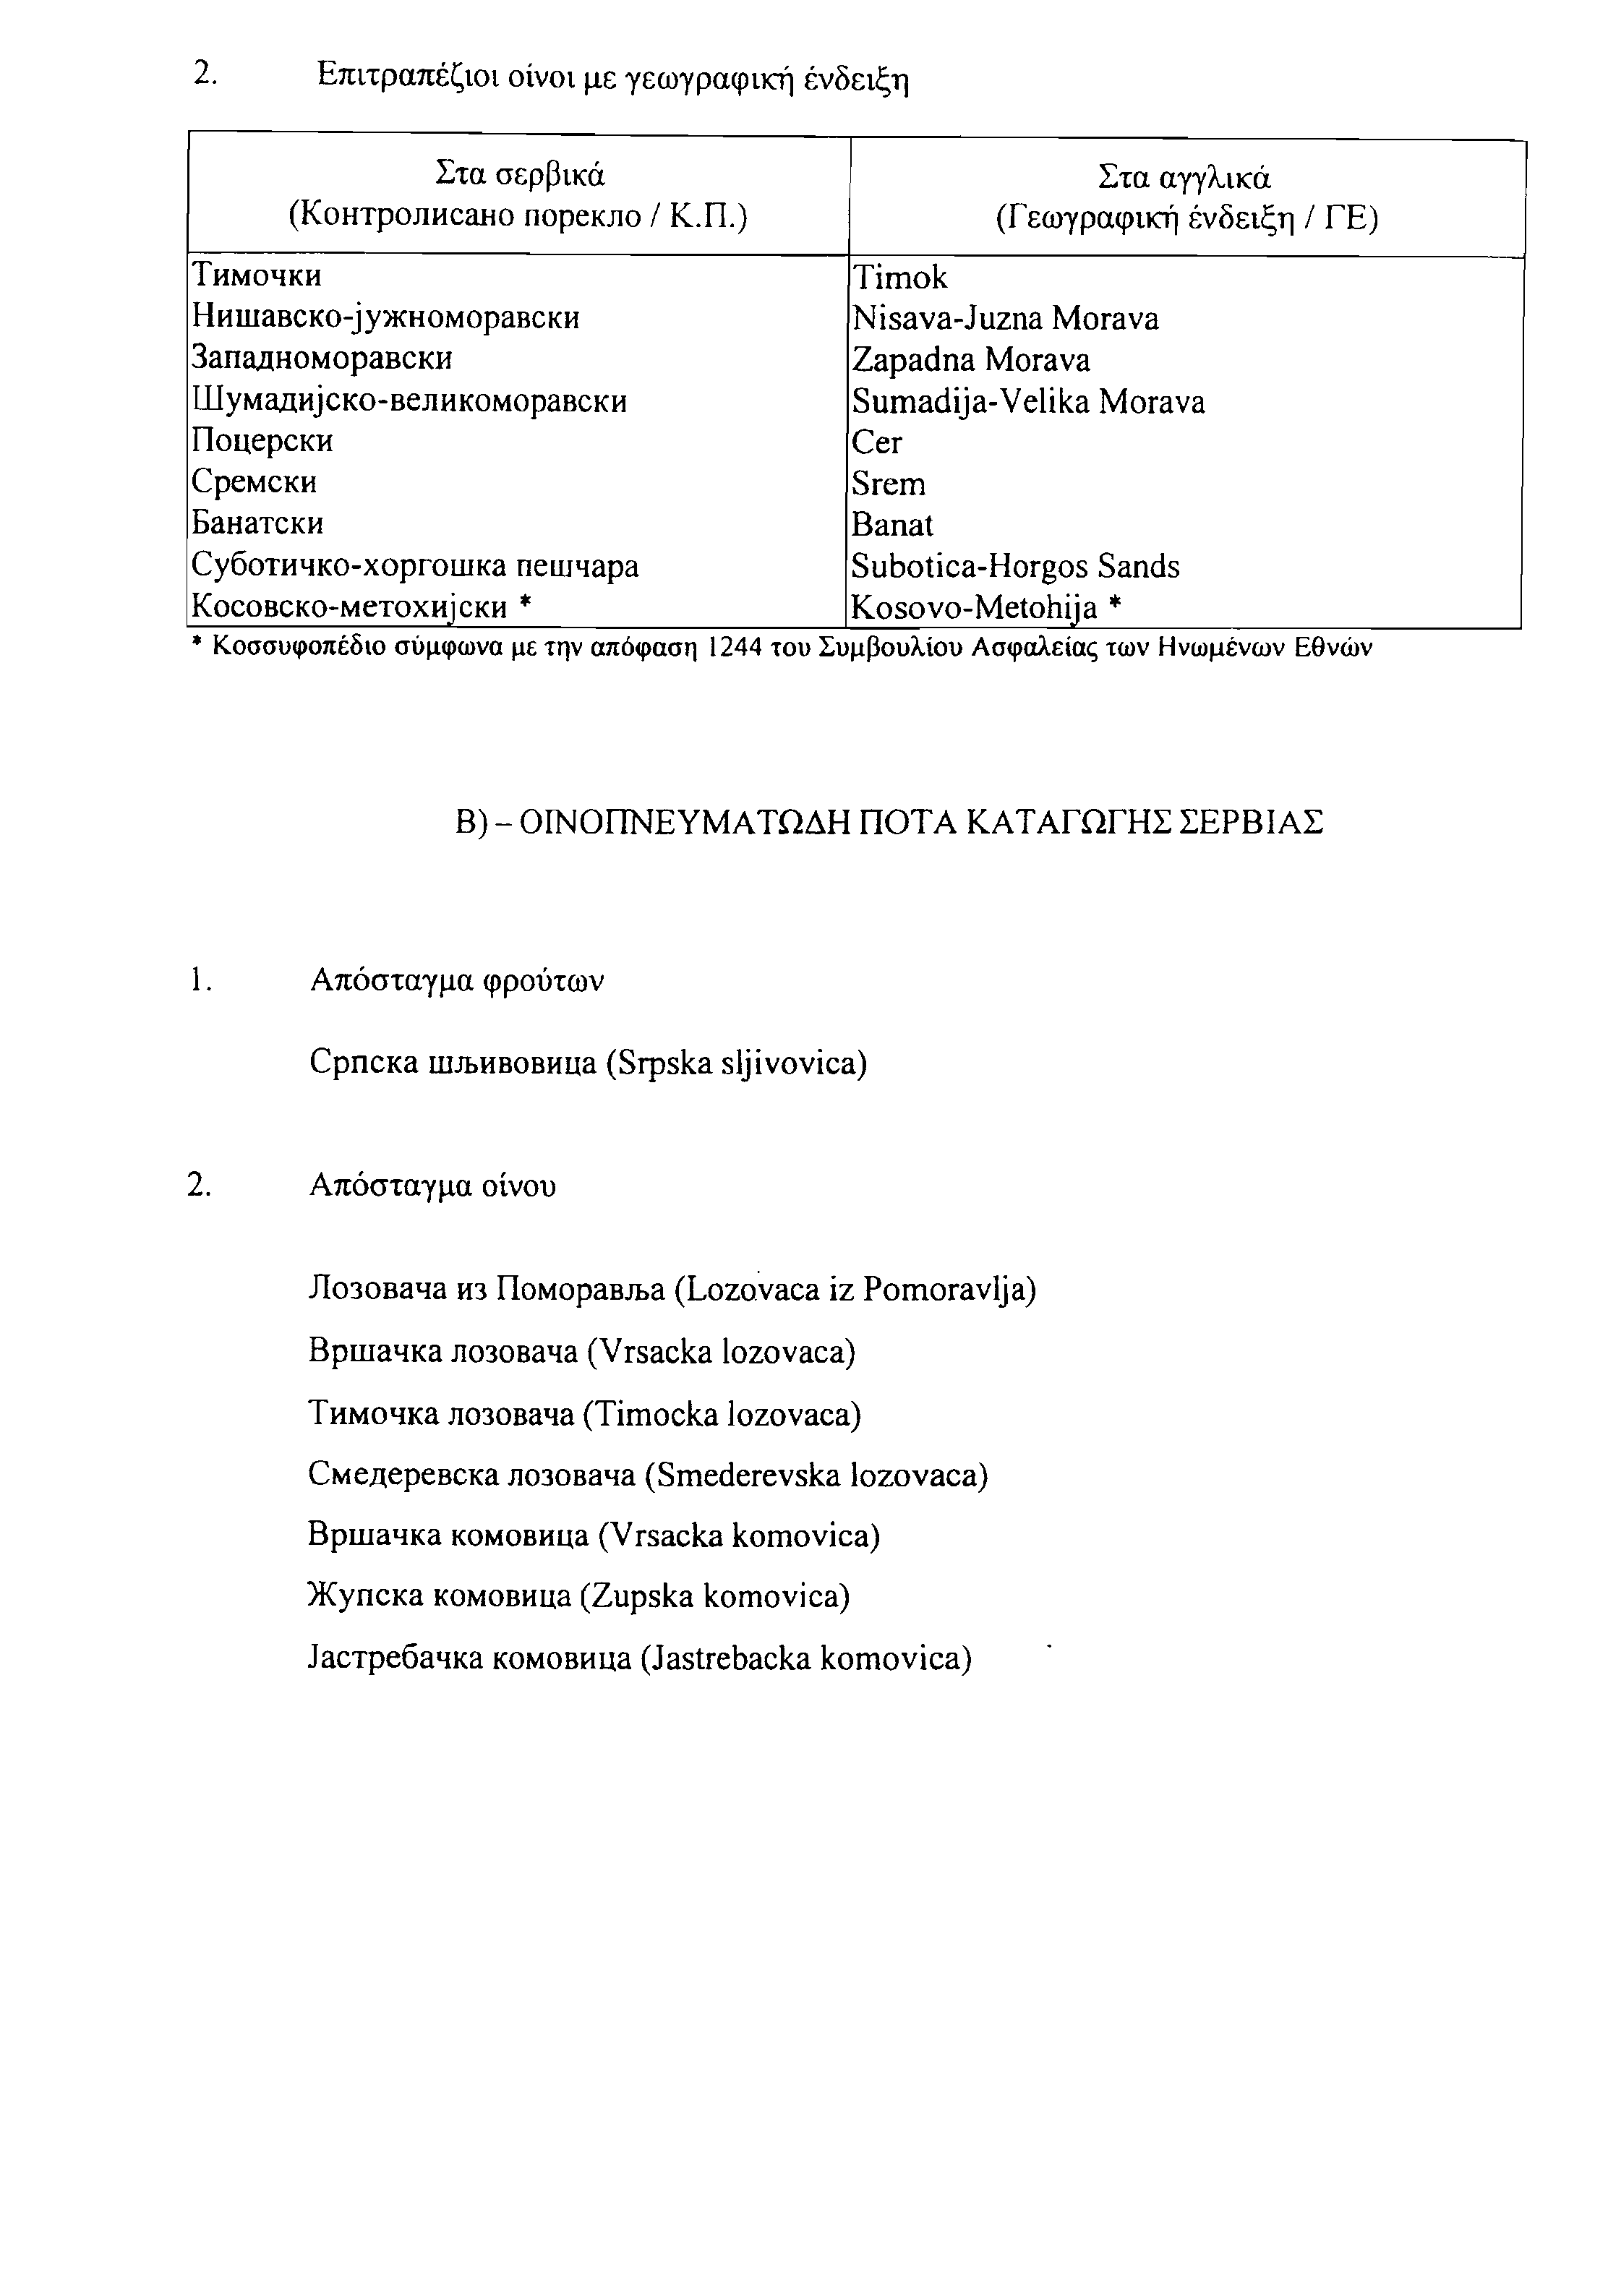 2. Επιτραπέζιοι οίνοι με γεωγραφική ένδειξη
Στα σερβικά
(Контролисано порекло / К.П.)
Στα αγγλικά
(Γεωγραφική ένδειξη / ΓΕ)
Тимочки Timok
Нишавско-јужноморавски Nisava-Juzna Morava
Западноморавски Zapadna Morava
Шумадијско-великоморавски Sumadija-Velika Morava
Поцерски Cer
Сремски Srem
Банатски Banat
Суботичко-хоргошка пешчара Subotica-Horgos Sands
Косовско-метохијски * Kosovo-Metohija *
* Κοσσυφοπέδιο σύμφωνα με την απόφαση 1244 του Συμβουλίου Ασφαλείας των Ηνωμένων Εθνών
Β) – ΟΙΝΟΠΝΕΥΜΑΤΩΔΗ ΠΟΤΑ ΚΑΤΑΓΩΓΗΣ ΣΕΡΒΙΑΣ
1. Απόσταγμα φρούτων
Српска шљивовица (Srpska sljivovica)
2. Απόσταγμα οίνου
Лозовача из Поморавља (Lozovaca iz Pomoravlja)
Вршачка лозовача (Vrsacka lozovaca)
Тимочка лозовача (Timocka lozovaca)
Смедеревска лозовача (Smederevska lozovaca)
Вршачка комовица (Vrsacka komovica)
Жупска комовица (Zupska komovica)
Јастребачка комовица (Jastrebacka komovica)